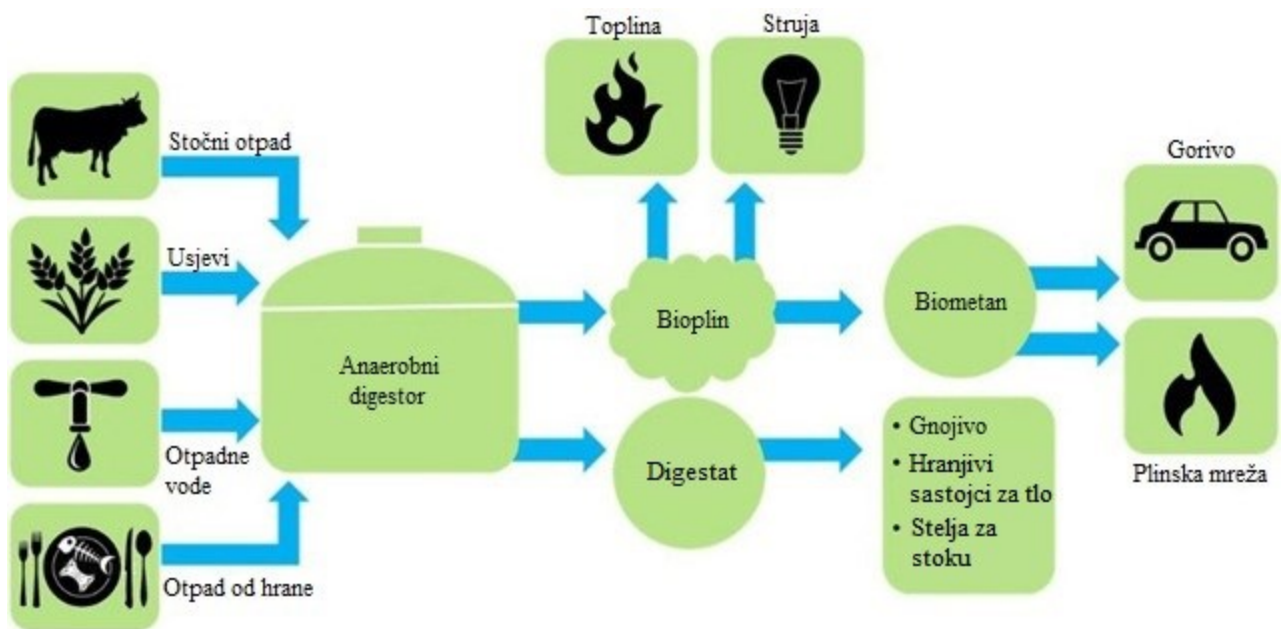 Toplina
Struja
Stočni otpad
Gorivo
Usjevi
Bioplin
Biometan
Anaerobni
digestor
Otpadne
vode
Digestat
• Gnojivo
• Hranjivi
sastojci za tlo
• Stelja za
stoku
Plinska mreža
Otpad od hrane